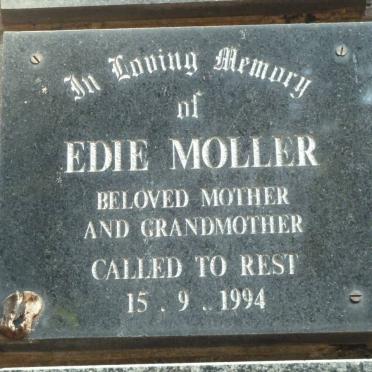 In Loving Memory
of
EDIE MOLLER
BELOVED MOTHER
AND GRANDMOTHER
CALLED TO REST
15 . 9 . 1994